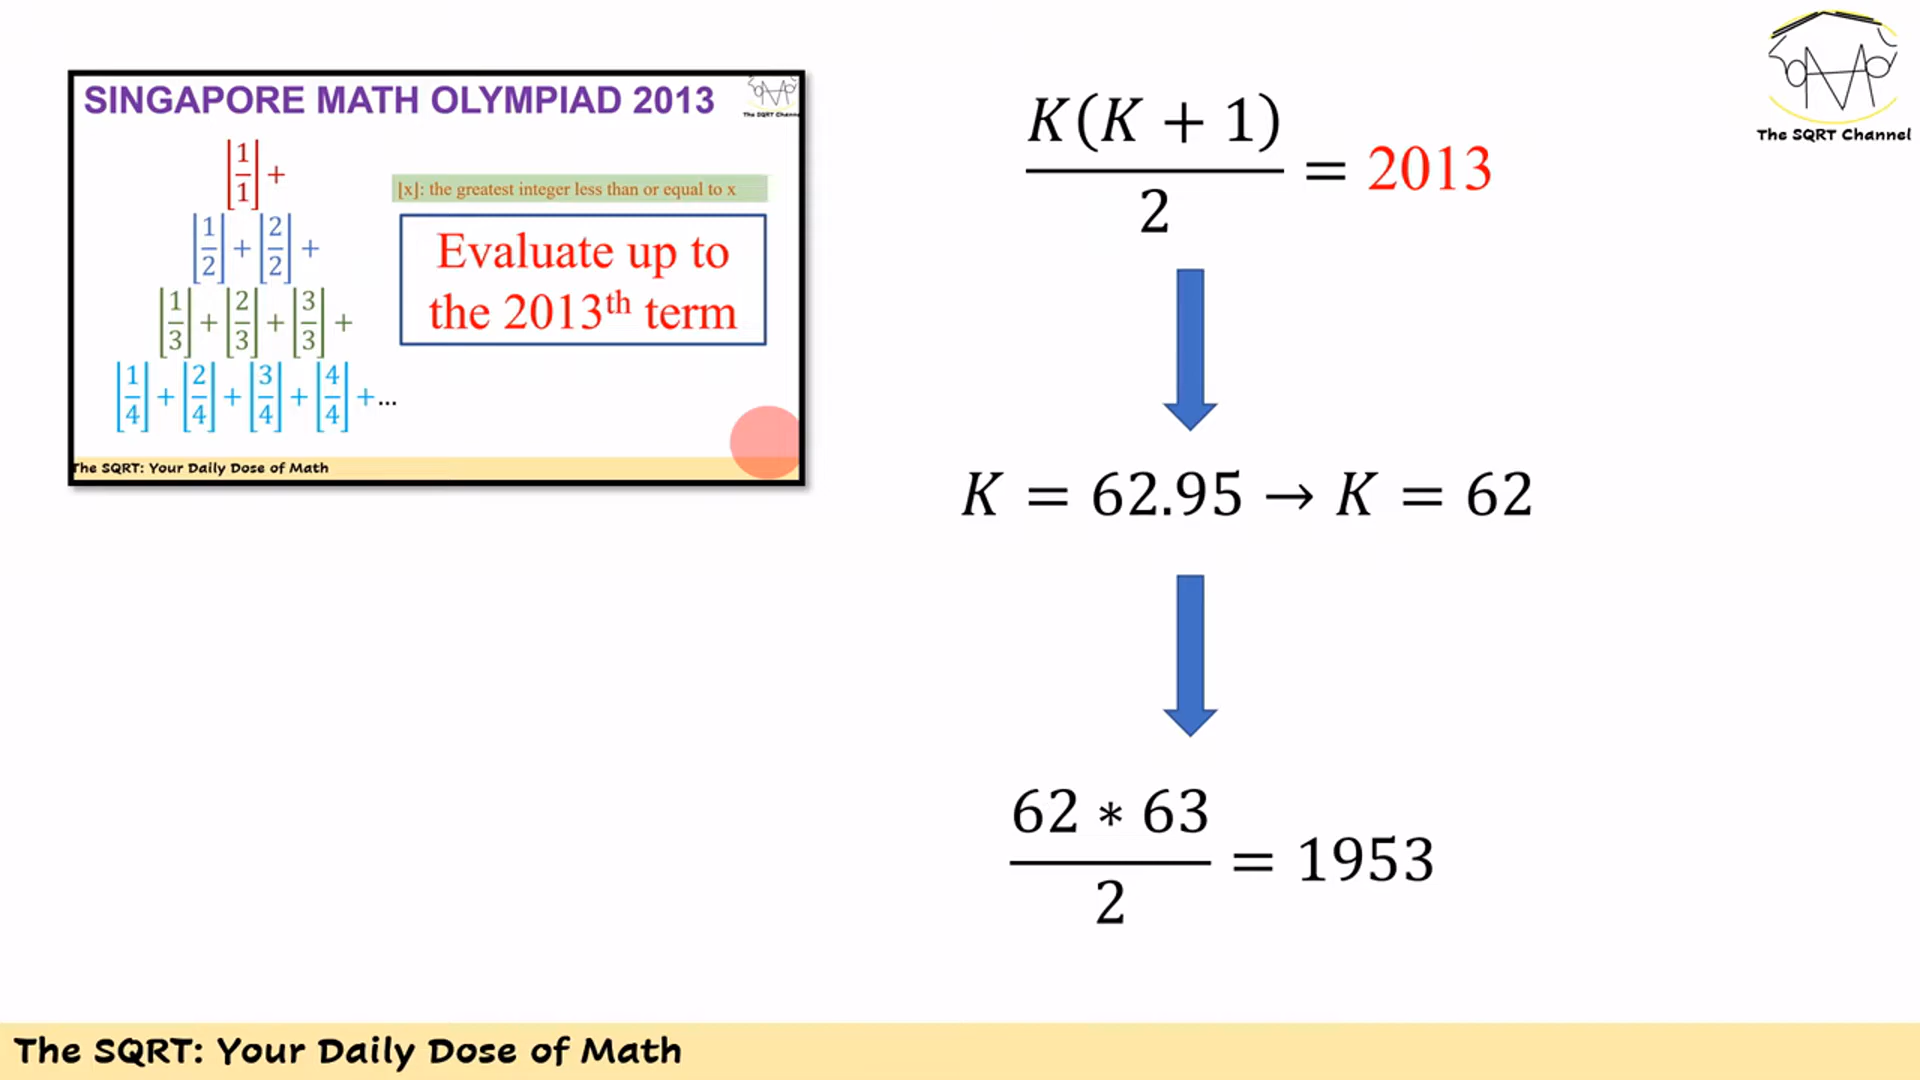 SINGAPORE MATH OLYMPIAD 2013
The SQRT Chann
⌊1/1⌋ +
⌊1/2⌋ + ⌊2/2⌋ +
⌊1/3⌋ + ⌊2/3⌋ + ⌊3/3⌋ +
⌊1/4⌋ + ⌊2/4⌋ + ⌊3/4⌋ + ⌊4/4⌋ + ...
⌊x⌋: the greatest integer less than or equal to x
Evaluate up to
the 2013th term
The SQRT: Your Daily Dose of Math
K(K + 1)/2 = 2013
K = 62.95 → K = 62
62 * 63/2 = 1953
The SQRT Channel
The SQRT: Your Daily Dose of Math